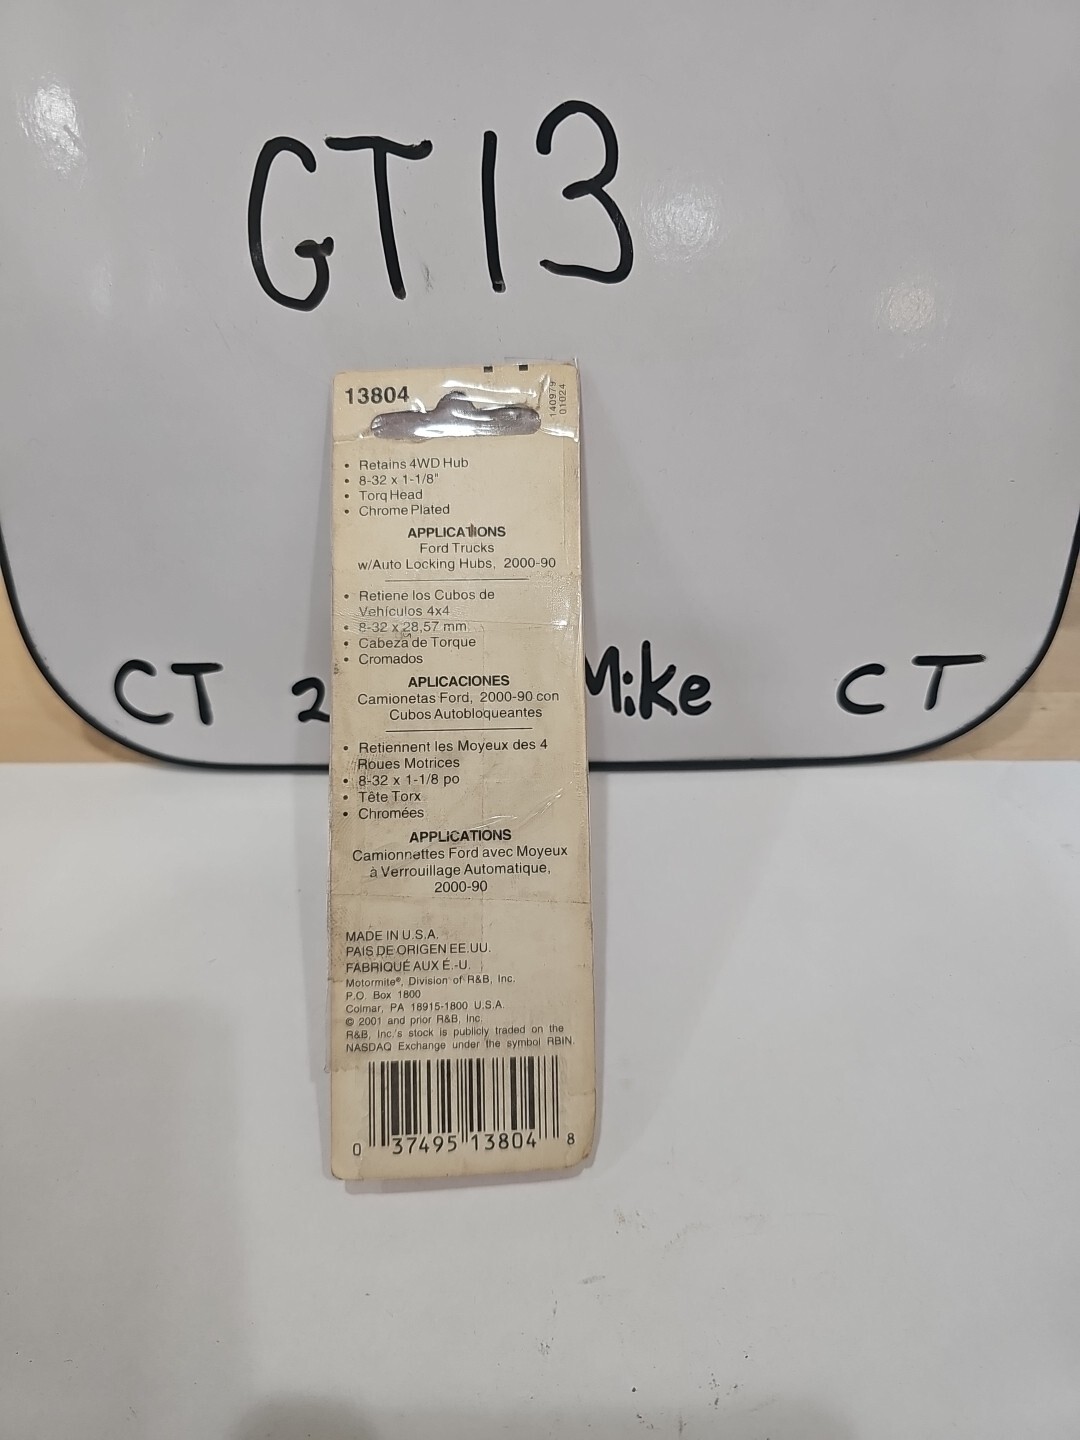 GT13
13804
140979
01024
• Retains 4WD Hub
• 8-32 x 1-1/8"
• Torq Head
• Chrome Plated
APPLICATIONS
Ford Trucks
w/Auto Locking Hubs, 2000-90
• Retiene los Cubos de
Vehículos 4x4
• 8-32 x 28,57 mm
• Cabeza de Torque
• Cromados
APLICACIONES
Camionetas Ford, 2000-90 con
Cubos Autobloqueantes
• Retiennent les Moyeux des 4
Roues Motrices
• 8-32 x 1-1/8 po
• Tête Torx
• Chromées
APPLICATIONS
Camionnettes Ford avec Moyeux
à Verrouillage Automatique,
2000-90
MADE IN U.S.A.
PAIS DE ORIGEN EE.UU.
FABRIQUÉ AUX É.-U.
Motormite®, Division of R&B, Inc.
P.O. Box 1800
Colmar, PA 18915-1800 U.S.A.
© 2001 and prior R&B, Inc.
R&B, Inc.'s stock is publicly traded on the
NASDAQ Exchange under the symbol RBIN.
0 37495 13804 8
CT 2 Mike CT